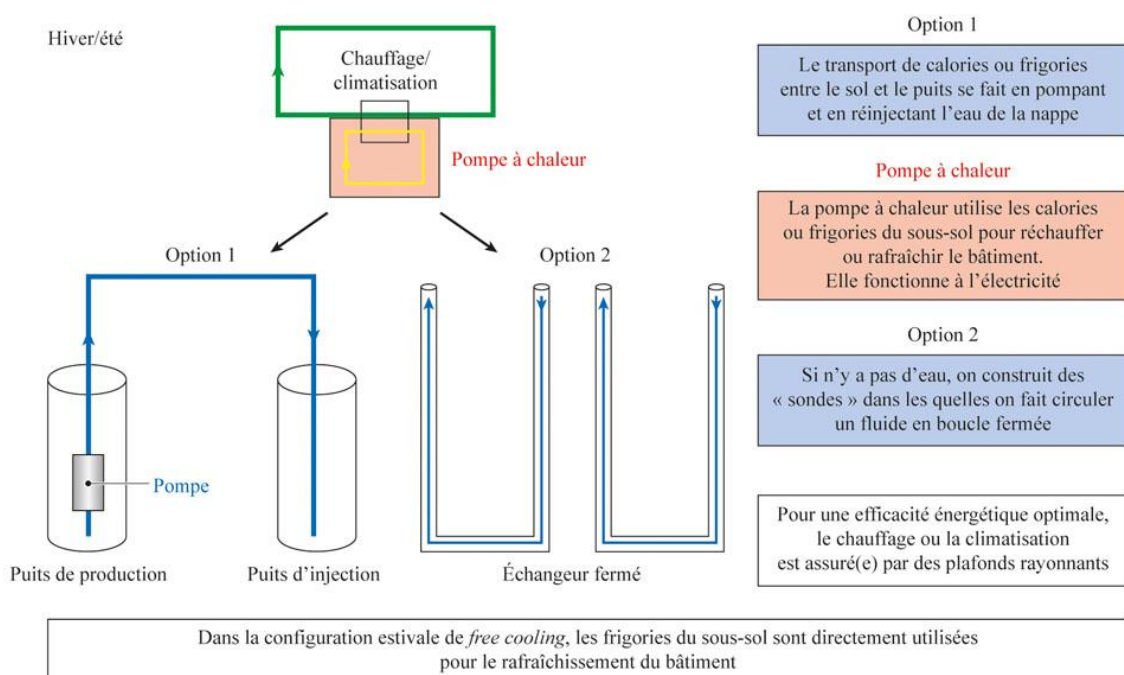 Hiver/été
Chauffage/
climatisation
Pompe à chaleur
Option 1
Option 2
Pompe
Puits de production
Puits d’injection
Échangeur fermé
Option 1
Le transport de calories ou frigories
entre le sol et le puits se fait en pompant
et en réinjectant l’eau de la nappe
Pompe à chaleur
La pompe à chaleur utilise les calories
ou frigories du sous-sol pour réchauffer
ou rafraîchir le bâtiment.
Elle fonctionne à l’électricité
Option 2
Si n’y a pas d’eau, on construit des
« sondes » dans les quelles on fait circuler
un fluide en boucle fermée
Pour une efficacité énergétique optimale,
le chauffage ou la climatisation
est assuré(e) par des plafonds rayonnants
Dans la configuration estivale de free cooling, les frigories du sous-sol sont directement utilisées
pour le rafraîchissement du bâtiment